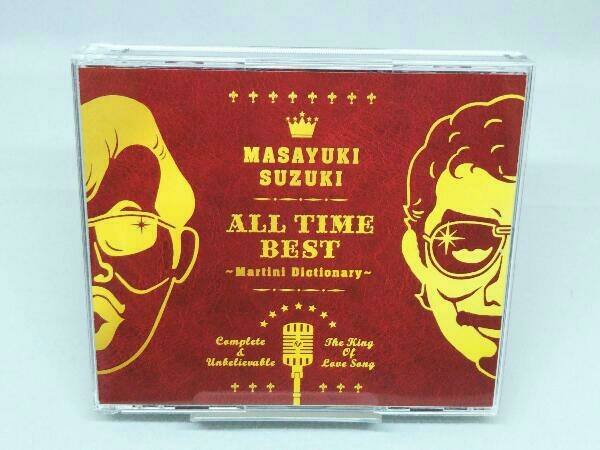 MASAYUKI
SUZUKI
ALL TIME
BEST
~Martini Dictionary~
Complete
&
Unbelievable
The King
Of
Love Song